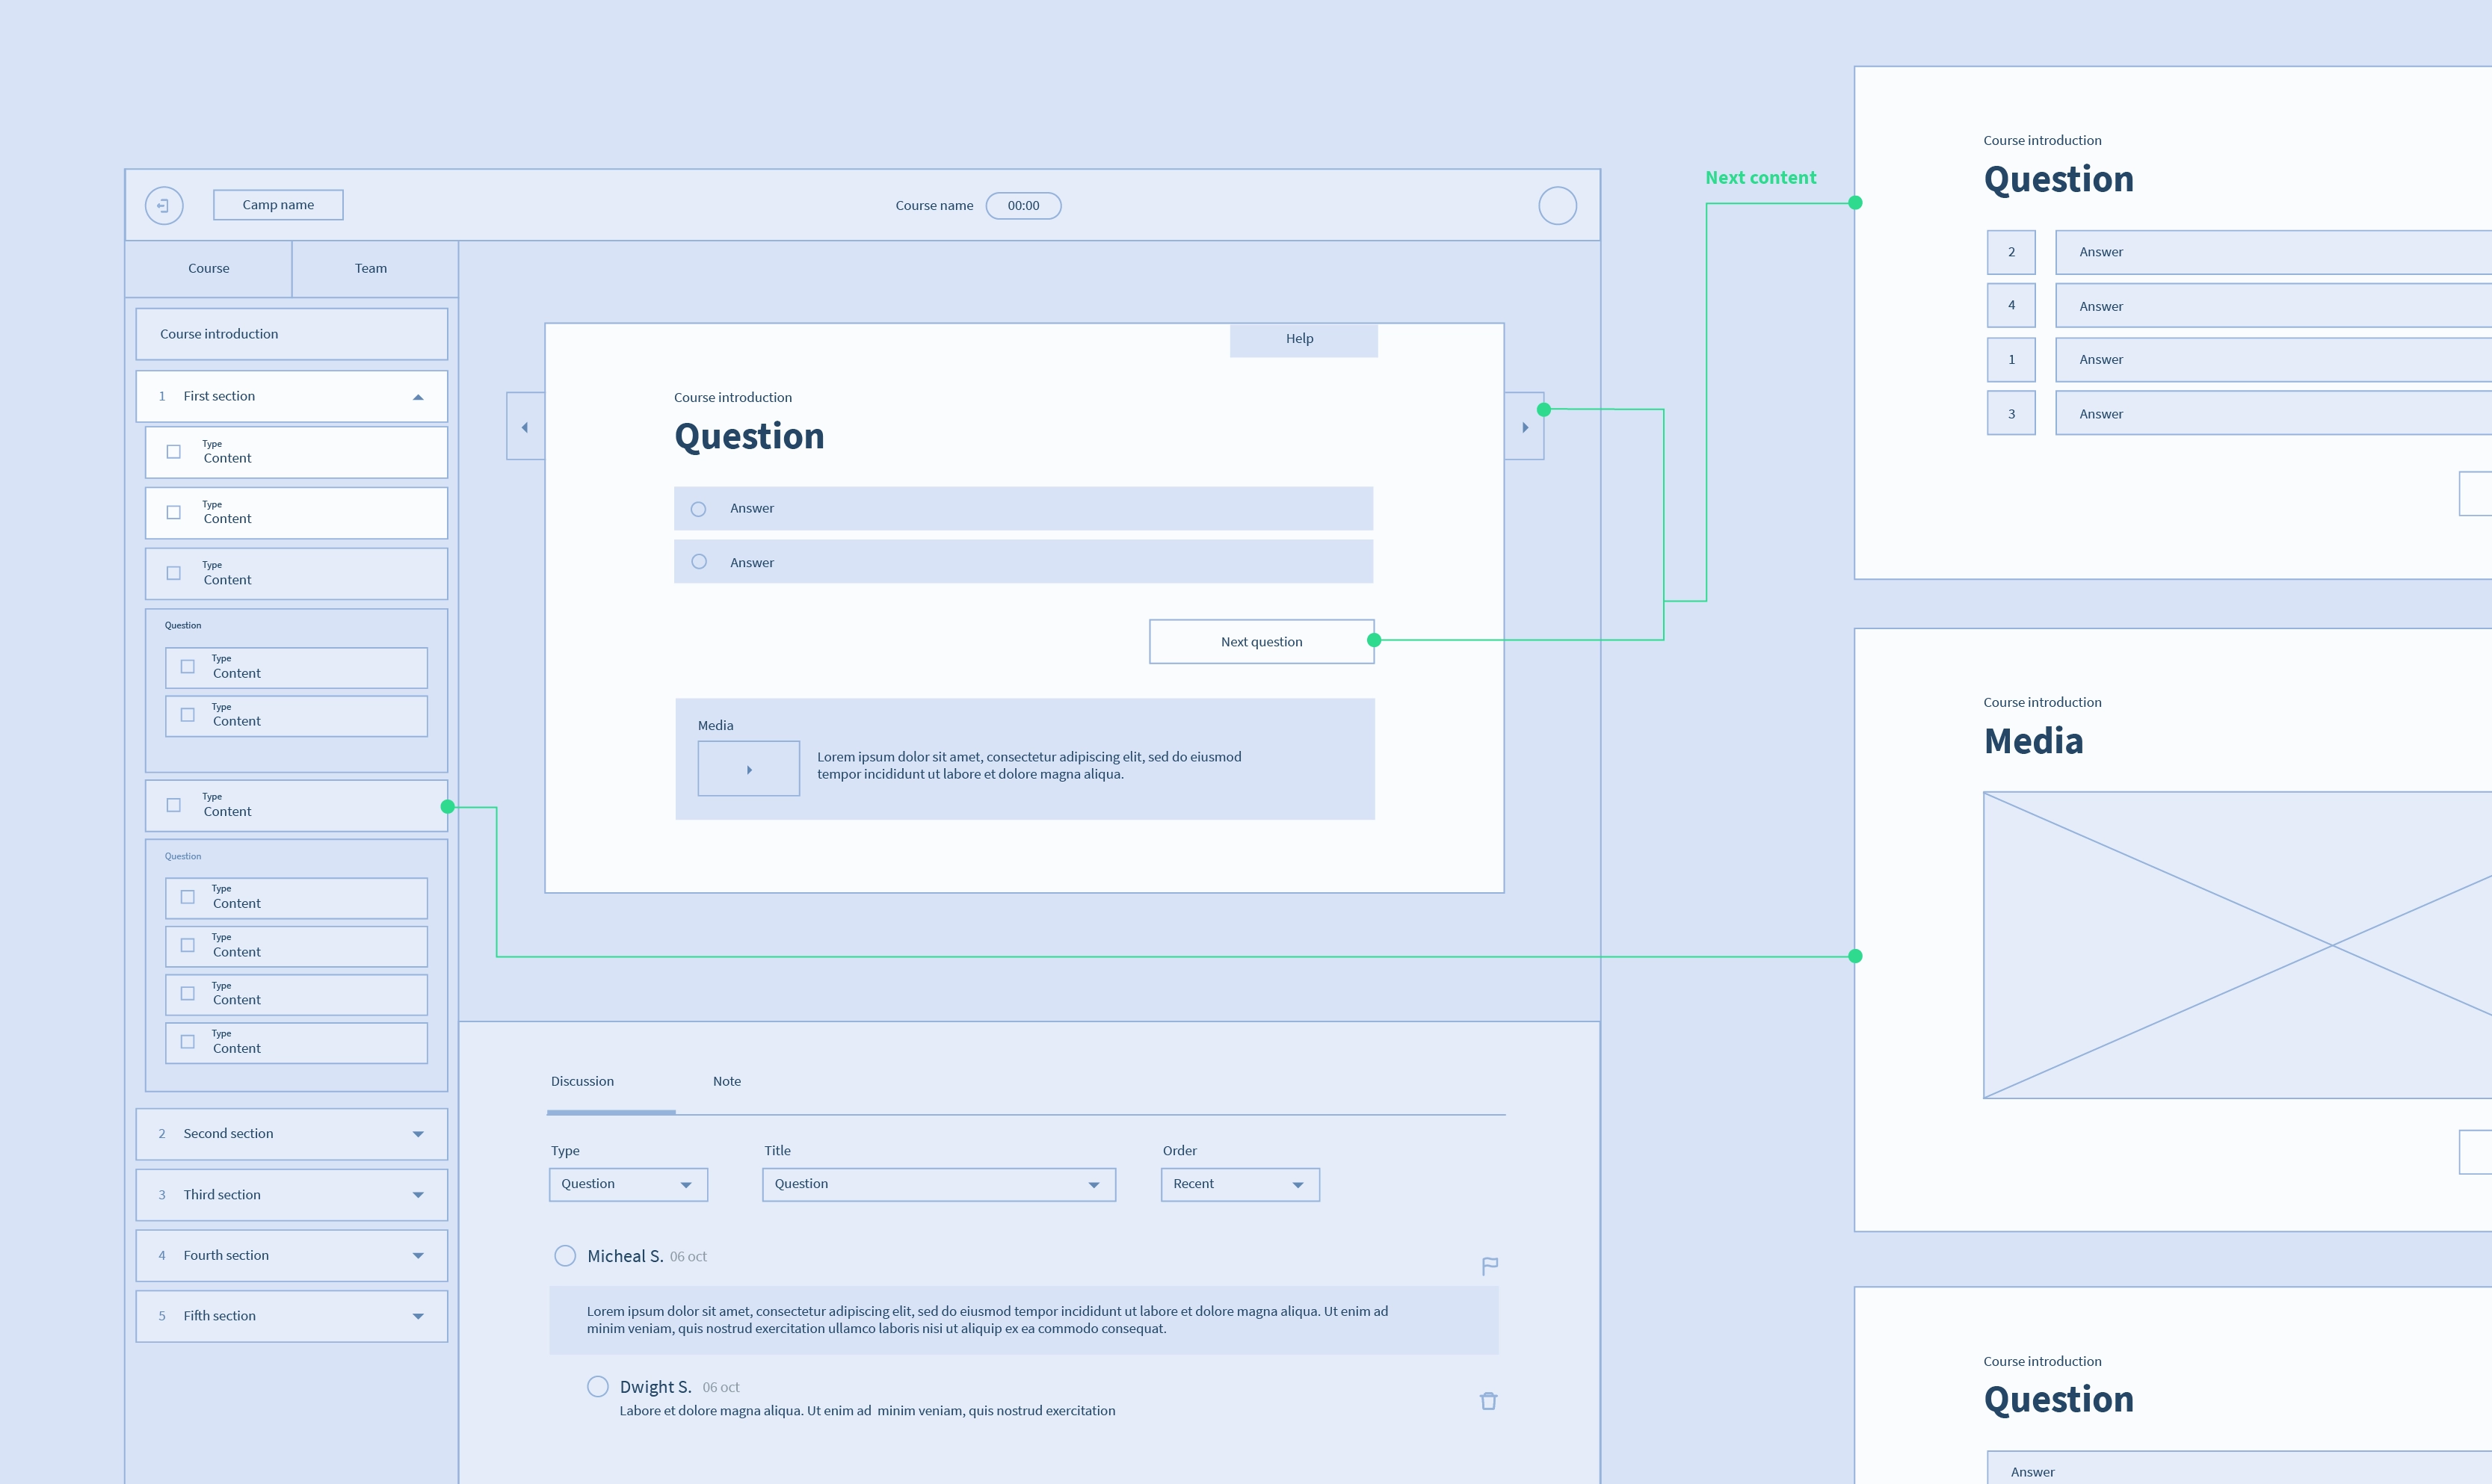 Camp name
Course name
00:00
Course
Team
Course introduction
1 First section
Type
Content
Type
Content
Type
Content
Question
Type
Content
Type
Content
Type
Content
Question
Type
Content
Type
Content
Type
Content
Type
Content
2 Second section
3 Third section
4 Fourth section
5 Fifth section
Help
Course introduction
Question
Answer
Answer
Next question
Media
Lorem ipsum dolor sit amet, consectetur adipiscing elit, sed do eiusmod
tempor incididunt ut labore et dolore magna aliqua.
Discussion
Note
Type
Title
Order
Question
Question
Recent
Micheal S. 06 oct
Lorem ipsum dolor sit amet, consectetur adipiscing elit, sed do eiusmod tempor incididunt ut labore et dolore magna aliqua. Ut enim ad
minim veniam, quis nostrud exercitation ullamco laboris nisi ut aliquip ex ea commodo consequat.
Dwight S. 06 oct
Labore et dolore magna aliqua. Ut enim ad minim veniam, quis nostrud exercitation
Next content
Course introduction
Question
2 Answer
4 Answer
1 Answer
3 Answer
Course introduction
Media
Course introduction
Question
Answer